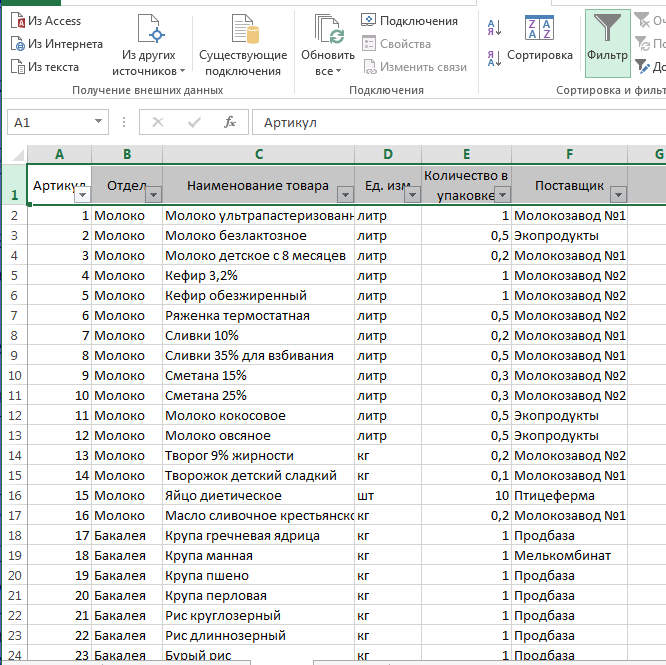 Из Access
Из Интернета
Из текста
Из других источников
Существующие подключения
Получение внешних данных
Обновить все
Подключения
Свойства
Изменить связи
Подключения
Сортировка
Фильтр
Сортировка и фильт
A1
fx
Артикул
A B C D E F G
1 Артикул Отдел Наименование товара Ед. изм Количество в упаковке Поставщик
2 1 Молоко Молоко ультрапастеризованн литр 1 Молокозавод №1
3 2 Молоко Молоко безлактозное литр 0,5 Экопродукты
4 3 Молоко Молоко детское с 8 месяцев литр 0,2 Молокозавод №1
5 4 Молоко Кефир 3,2% литр 1 Молокозавод №2
6 5 Молоко Кефир обезжиренный литр 1 Молокозавод №2
7 6 Молоко Ряженка термостатная литр 0,5 Молокозавод №2
8 7 Молоко Сливки 10% литр 0,2 Молокозавод №1
9 8 Молоко Сливки 35% для взбивания литр 0,5 Молокозавод №1
10 9 Молоко Сметана 15% литр 0,3 Молокозавод №2
11 10 Молоко Сметана 25% литр 0,3 Молокозавод №2
12 11 Молоко Молоко кокосовое литр 0,5 Экопродукты
13 12 Молоко Молоко овсяное литр 0,5 Экопродукты
14 13 Молоко Творог 9% жирности кг 0,2 Молокозавод №2
15 14 Молоко Творожок детский сладкий кг 0,1 Молокозавод №1
16 15 Молоко Яйцо диетическое шт 10 Птицеферма
17 16 Молоко Масло сливочное крестьянско кг 0,2 Молокозавод №1
18 17 Бакалея Крупа гречневая ядрица кг 1 Продбаза
19 18 Бакалея Крупа манная кг 1 Мелькомбинат
20 19 Бакалея Крупа пшено кг 1 Продбаза
21 20 Бакалея Крупа перловая кг 1 Продбаза
22 21 Бакалея Рис круглозерный кг 1 Продбаза
23 22 Бакалея Рис длиннозерный кг 1 Продбаза
24 23 Бакалея Бурый рис кг 1 Продбаза